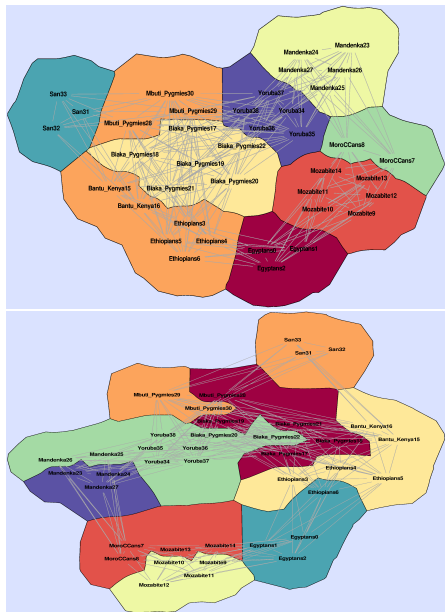 Mandenka23
Mandenka24
Mandenka27
Mandenka26
Mandenka25
San33
Mbuti_Pygmies30
Yoruba37
San31
Mbuti_Pygmies29
Yoruba38
Yoruba34
Mbuti_Pygmies28
San32
Biaka_Pygmies17
Yoruba36
Yoruba35
Biaka_Pygmies22
MoroCCans8
Biaka_Pygmies18
Biaka_Pygmies19
MoroCCans7
Mozabite14
Mozabite13
Bantu_Kenya15
Biaka_Pygmies21
Biaka_Pygmies20
Mozabite11
Mozabite12
Bantu_Kenya16
Mozabite10
Mozabite9
Ethiopians3
Ethiopians5
Ethiopians4
Egyptians1
Ethiopians6
San33
San31
San32
Mbuti_Pygmies29
Mbuti_Pygmies30
Bantu_Kenya16
Bantu_Kenya15
Yoruba38
Biaka_Pygmies20
Biaka_Pygmies22
Mandenka26
Mandenka25
Yoruba35
Yoruba36
Mandenka24
Yoruba34
Yoruba37
Ethiopians4
Ethiopians3
Ethiopians5
Mandenka27
Ethiopians6
MoroCCans7
Mozabite13
Mozabite14
Egyptians1
Egyptians0
MoroCCans8
Mozabite10
Mozabite9
Egyptians2
Mozabite11
Mozabite12